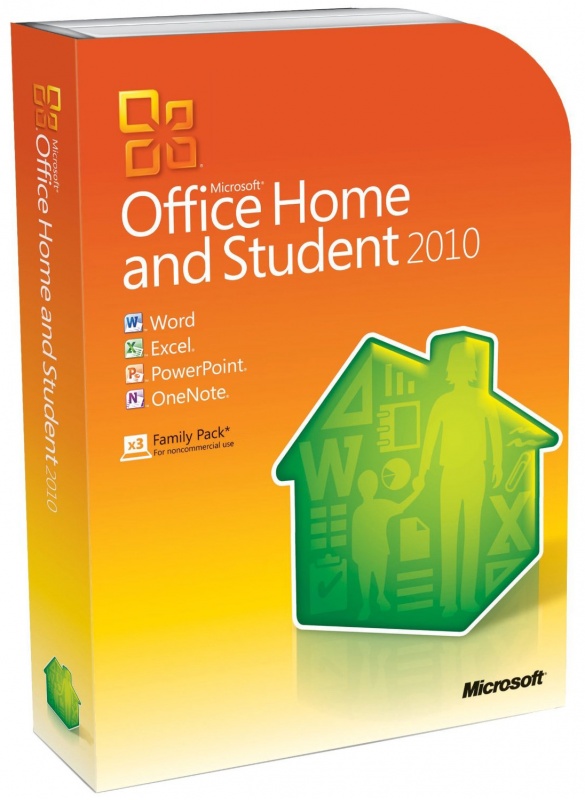 Microsoft®
Office Home
and Student 2010
Word
Excel®
PowerPoint®
OneNote®
x3 Family Pack*
For noncommercial use
W
X
Microsoft®
Microsoft®
Office Home and Student 2010